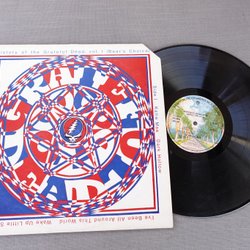 History of the Grateful Dead, vol.1 (Bear's Choice)
GRATEFUL
DEAD
Side 1 Katie Mae Dark Hollow
I've Been All Around This World Wake Up Little S